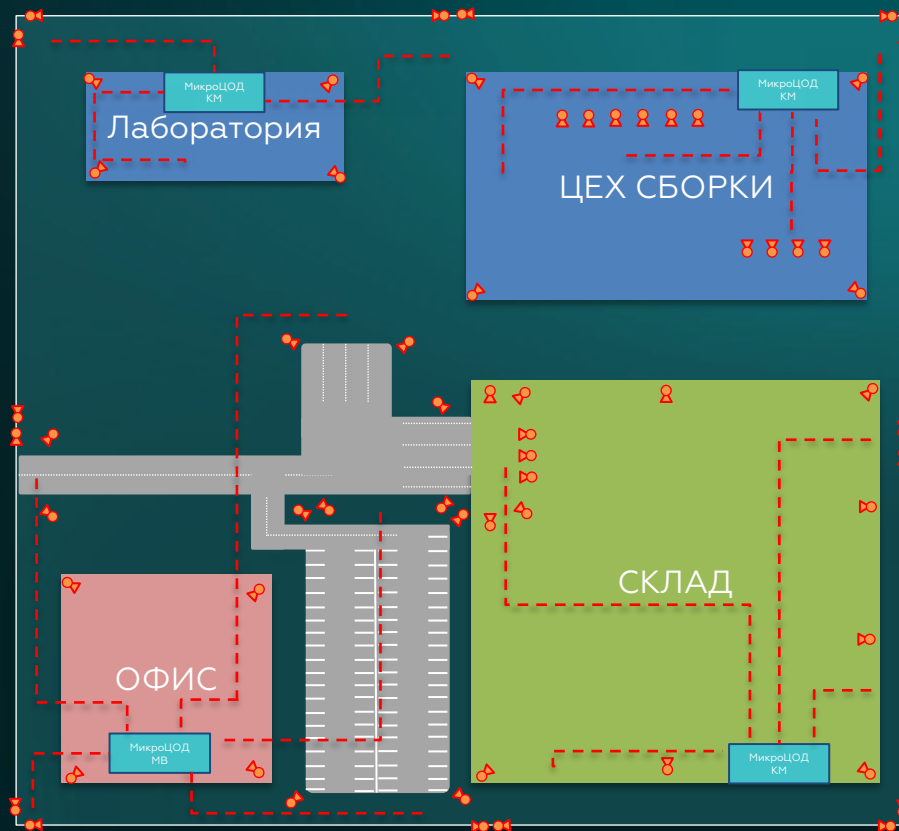 МикроЦОД
КМ
Лаборатория
МикроЦОД
КМ
ЦЕХ СБОРКИ
СКЛАД
ОФИС
МикроЦОД
МВ
МикроЦОД
КМ